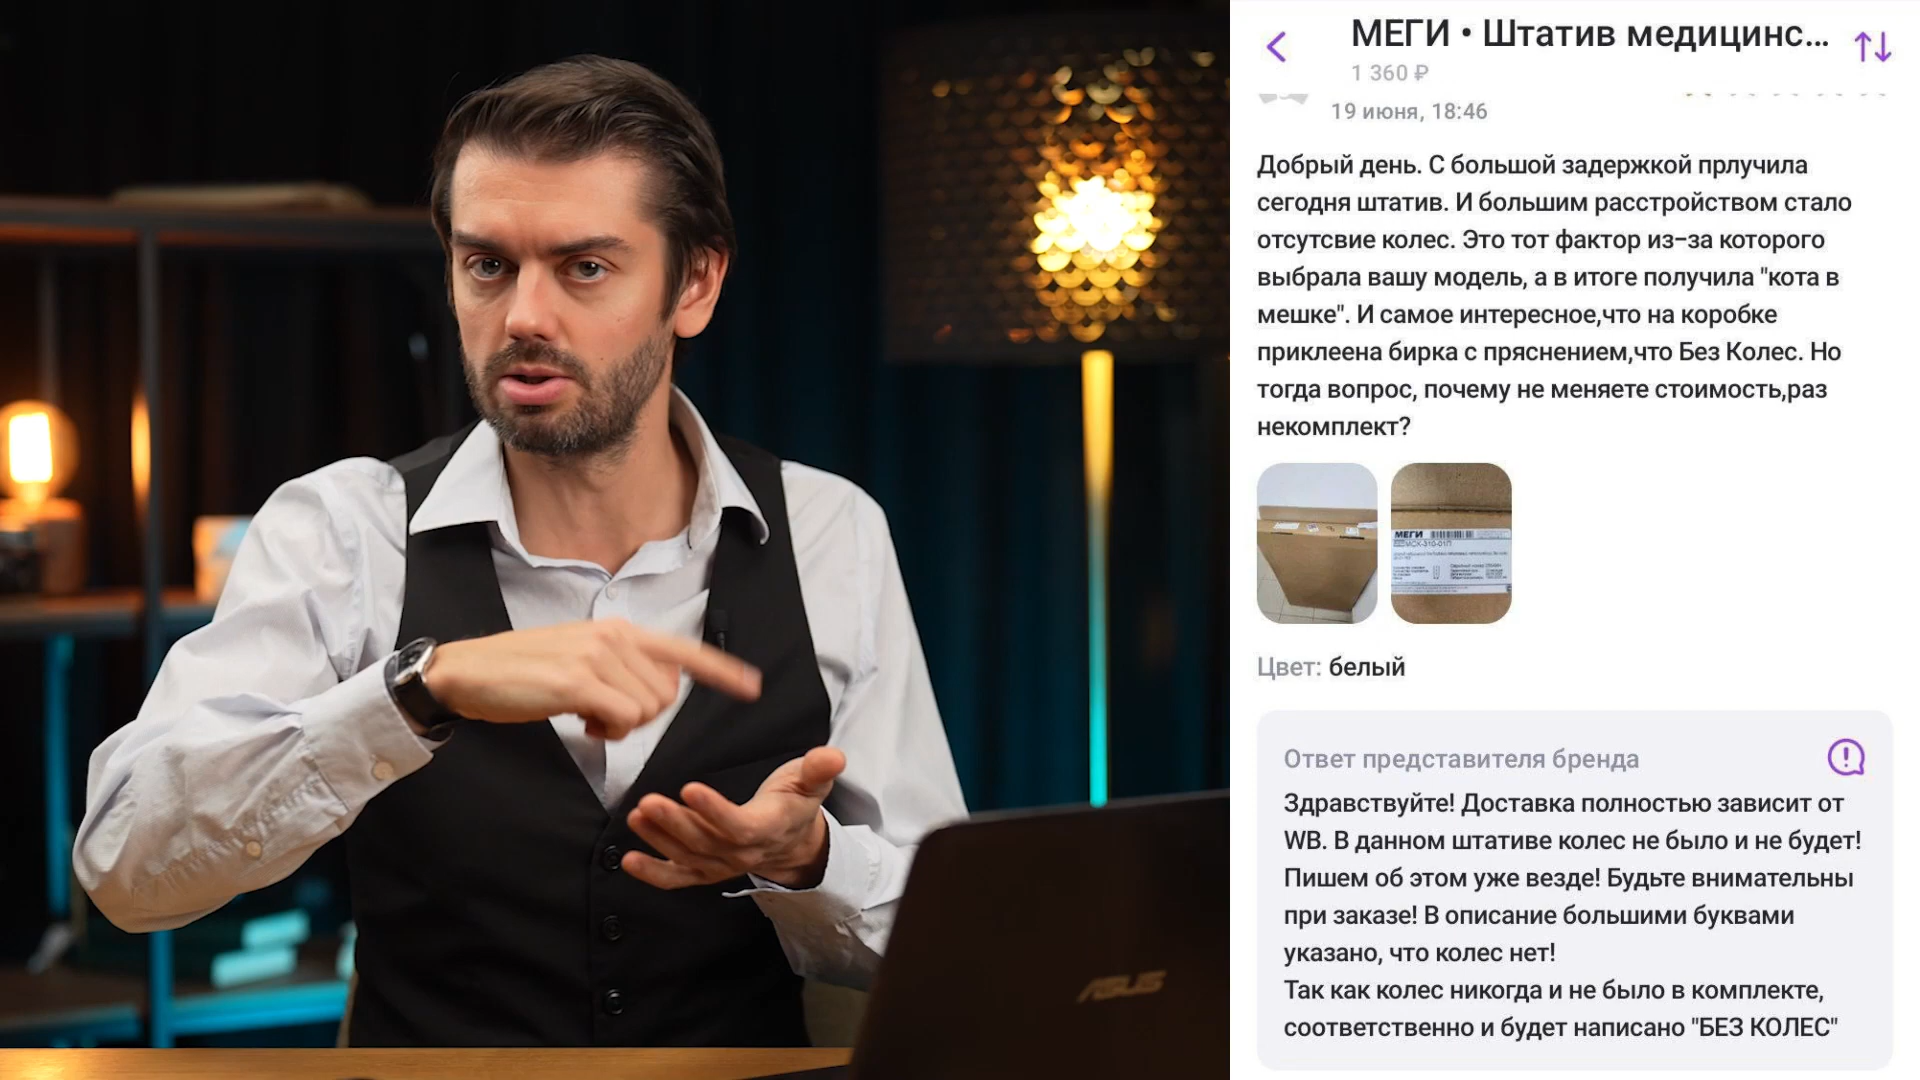 МЕГИ • Штатив медицинс...
1 360 ₽
19 июня, 18:46
Добрый день. С большой задержкой прлучила
сегодня штатив. И большим расстройством стало
отсутсвие колес. Это тот фактор из-за которого
выбрала вашу модель, а в итоге получила "кота в
мешке". И самое интересное,что на коробке
приклеена бирка с пряснением,что Без Колес. Но
тогда вопрос, почему не меняете стоимость,раз
некомплект?
МЕГИ
Цвет: белый
Ответ представителя бренда
Здравствуйте! Доставка полностью зависит от
WB. В данном штативе колес не было и не будет!
Пишем об этом уже везде! Будьте внимательны
при заказе! В описание большими буквами
указано, что колес нет!
Так как колес никогда и не было в комплекте,
соответственно и будет написано "БЕЗ КОЛЕС"
ASUS